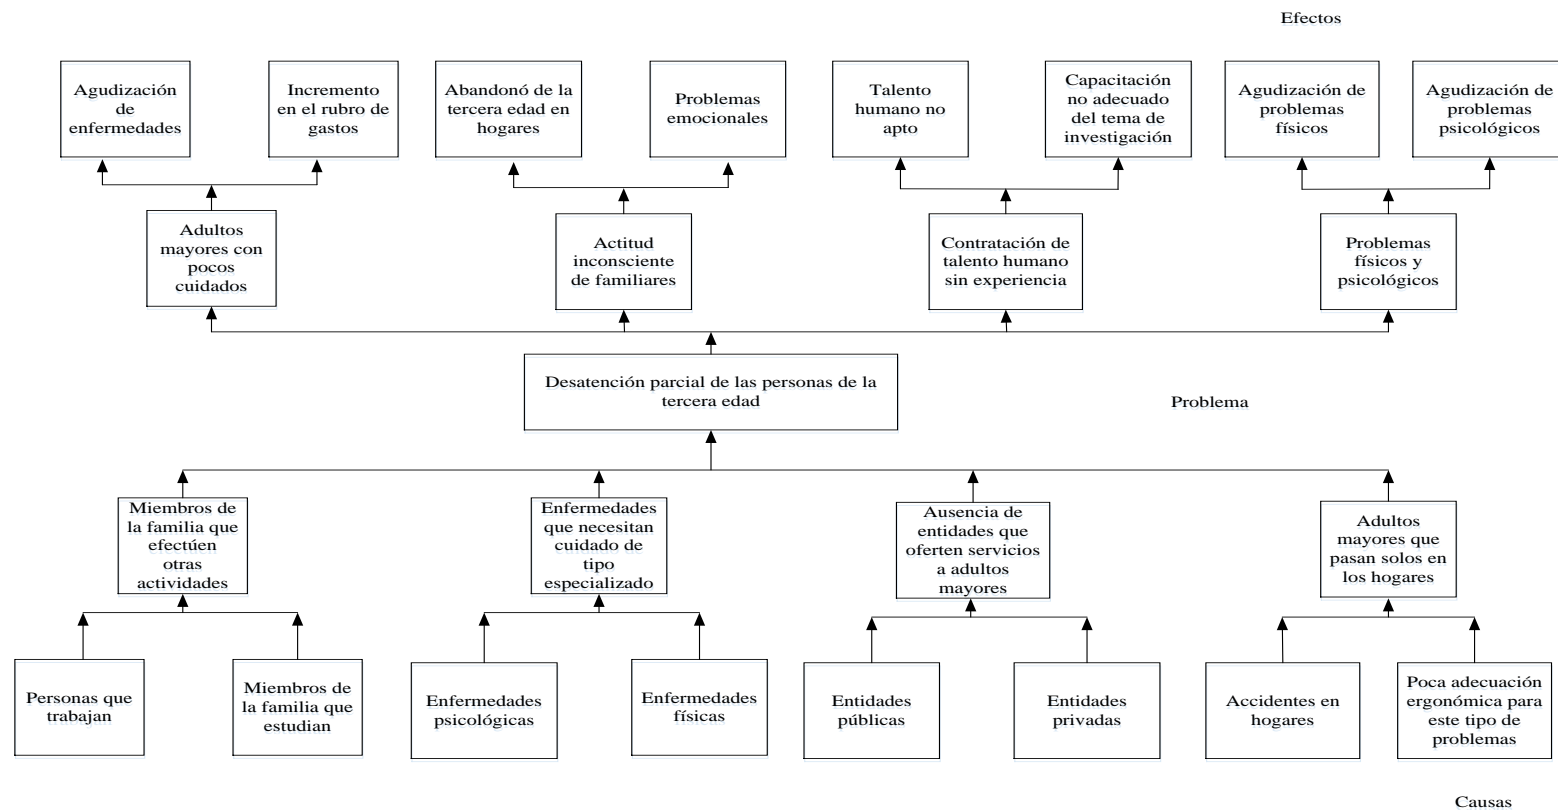 Efectos
Agudización
de
enfermedades
Incremento
en el rubro de
gastos
Abandonó de la
tercera edad en
hogares
Problemas
emocionales
Talento
humano no
apto
Capacitación
no adecuado
del tema de
investigación
Agudización de
problemas
físicos
Agudización de
problemas
psicológicos
Adultos
mayores con
pocos
cuidados
Actitud
inconsciente
de familiares
Contratación de
talento humano
sin experiencia
Problemas
físicos y
psicológicos
Desatención parcial de las personas de la
tercera edad
Problema
Miembros de
la familia que
efectúen
otras
actividades
Enfermedades
que necesitan
cuidado de
tipo
especializado
Ausencia de
entidades que
oferten servicios
a adultos
mayores
Adultos
mayores que
pasan solos en
los hogares
Personas que
trabajan
Miembros de
la familia que
estudian
Enfermedades
psicológicas
Enfermedades
físicas
Entidades
públicas
Entidades
privadas
Accidentes en
hogares
Poca adecuación
ergonómica para
este tipo de
problemas
Causas